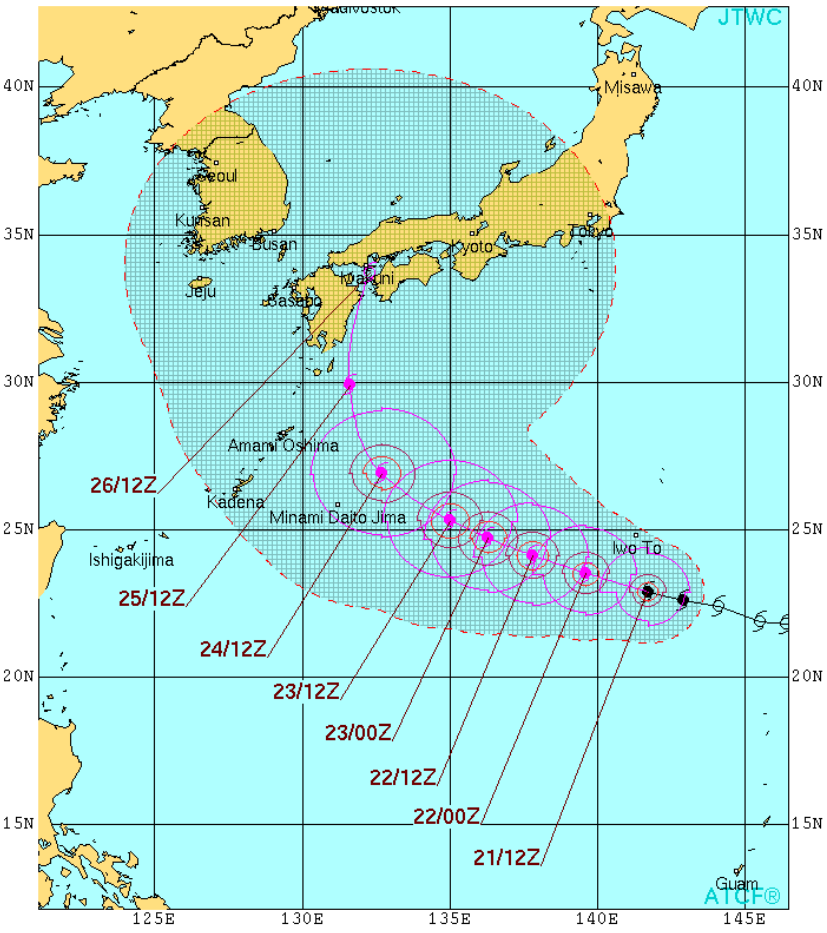 Vladivostok
JTWC
40N
40N
Misawa
Seoul
Kunsan
35N
35N
Busan
Kyoto
Tokyo
Iwakuni
Jeju
Sasebo
30N
30N
Amami Oshima
26/12Z
Kadena
Minami Daito Jima
25N
25N
Iwo To
Ishigakijima
25/12Z
24/12Z
20N
20N
23/12Z
23/00Z
22/12Z
22/00Z
15N
15N
21/12Z
Guam
ATCF®
125E
130E
135E
140E
145E